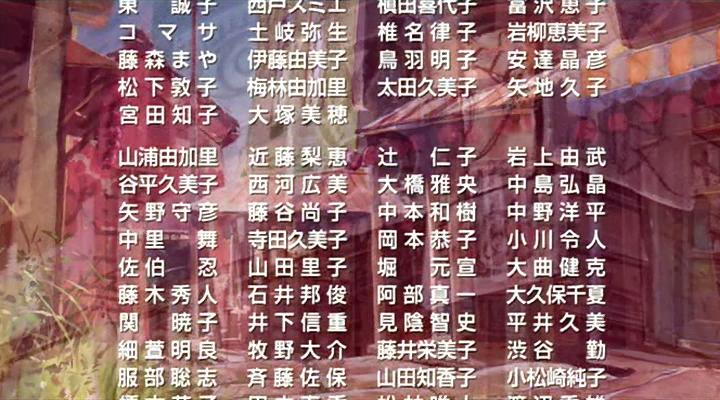 東 誠子 西戸スミエ 槙田喜代子 富沢恵子
コマサ 土岐弥生 椎名律子 岩柳恵美子
藤森まや 伊藤由美子 鳥羽明子 安達晶彦
松下敦子 梅林由加里 太田久美子 矢地久子
宮田知子 大塚美穂
山浦由加里 近藤梨恵 辻 仁子 岩上由武
谷平久美子 西河広美 大橋雅央 中島弘晶
矢野守彦 藤谷尚子 中本和樹 中野洋平
中里 舞 寺田久美子 岡本恭子 小川令人
佐伯 忍 山田里子 堀 元宣 大曲健克
藤木秀人 石井邦俊 阿部真一 大久保千夏
関 暁子 井下信重 見陰智史 平井久美
細萱明良 牧野大介 藤井栄美子 渋谷 勤
服部聡志 斉藤佐保 山田知香子 小松崎純子